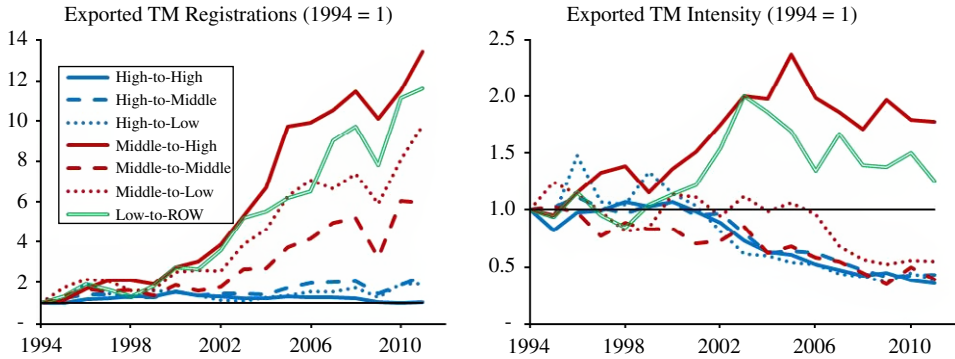 Exported TM Registrations (1994 = 1)
14
12
10
8
6
4
2
-
1994 1998 2002 2006 2010
High-to-High
High-to-Middle
High-to-Low
Middle-to-High
Middle-to-Middle
Middle-to-Low
Low-to-ROW
Exported TM Intensity (1994 = 1)
2.5
2.0
1.5
1.0
0.5
-
1994 1998 2002 2006 2010